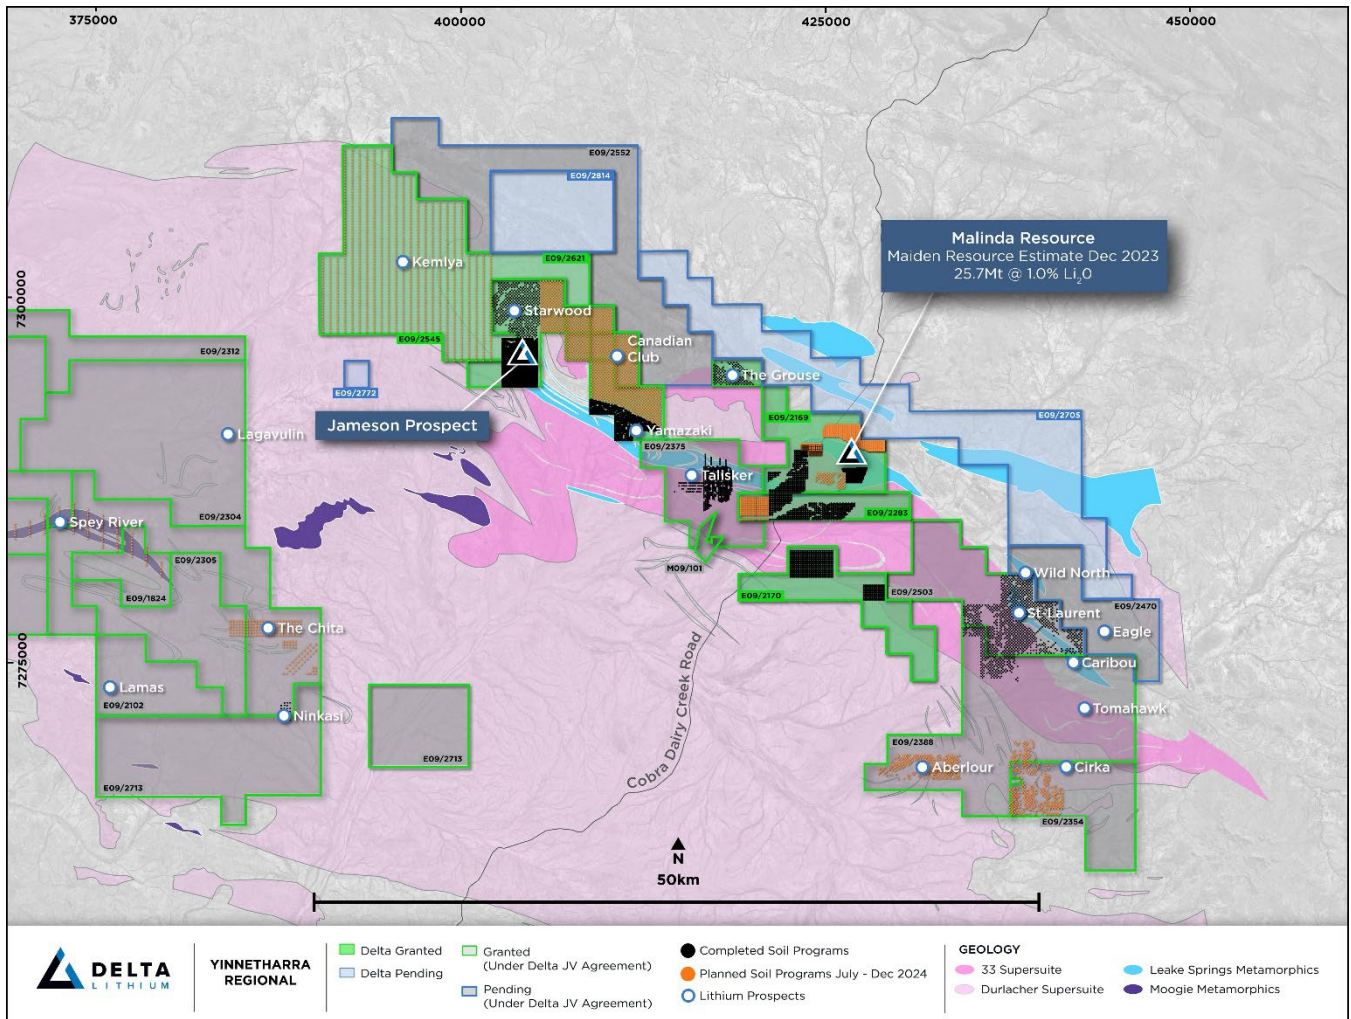 375000
400000
425000
450000
E09/2552
E09/2814
Malinda Resource
Maiden Resource Estimate Dec 2023
25.7Mt @ 1.0% Li2O
Kemlya
E09/2621
7300000
Starwood
E09/2545
E09/2312
Canadian
Club
The Grouse
E09/2772
E09/2705
Jameson Prospect
E09/2169
Lagavulin
Yamazaki
E09/2375
Talisker
E09/2304
E09/2283
Spey River
E09/2305
M09/101
Wild North
E09/1824
E09/2170
E09/2503
E09/2470
St-Laurent
The Chita
Eagle
7275000
Caribou
Lamas
E09/2102
Ninkasi
Tomahawk
Cobra Dairy Creek Road
E09/2388
E09/2713
Aberlour
Cirka
E09/2713
E09/2354
N
50km
DELTA
LITHIUM
YINNETHARRA
REGIONAL
Delta Granted
Delta Pending
Granted
(Under Delta JV Agreement)
Pending
(Under Delta JV Agreement)
Completed Soil Programs
Planned Soil Programs July - Dec 2024
Lithium Prospects
GEOLOGY
33 Supersuite
Durlacher Supersuite
Leake Springs Metamorphics
Moogie Metamorphics